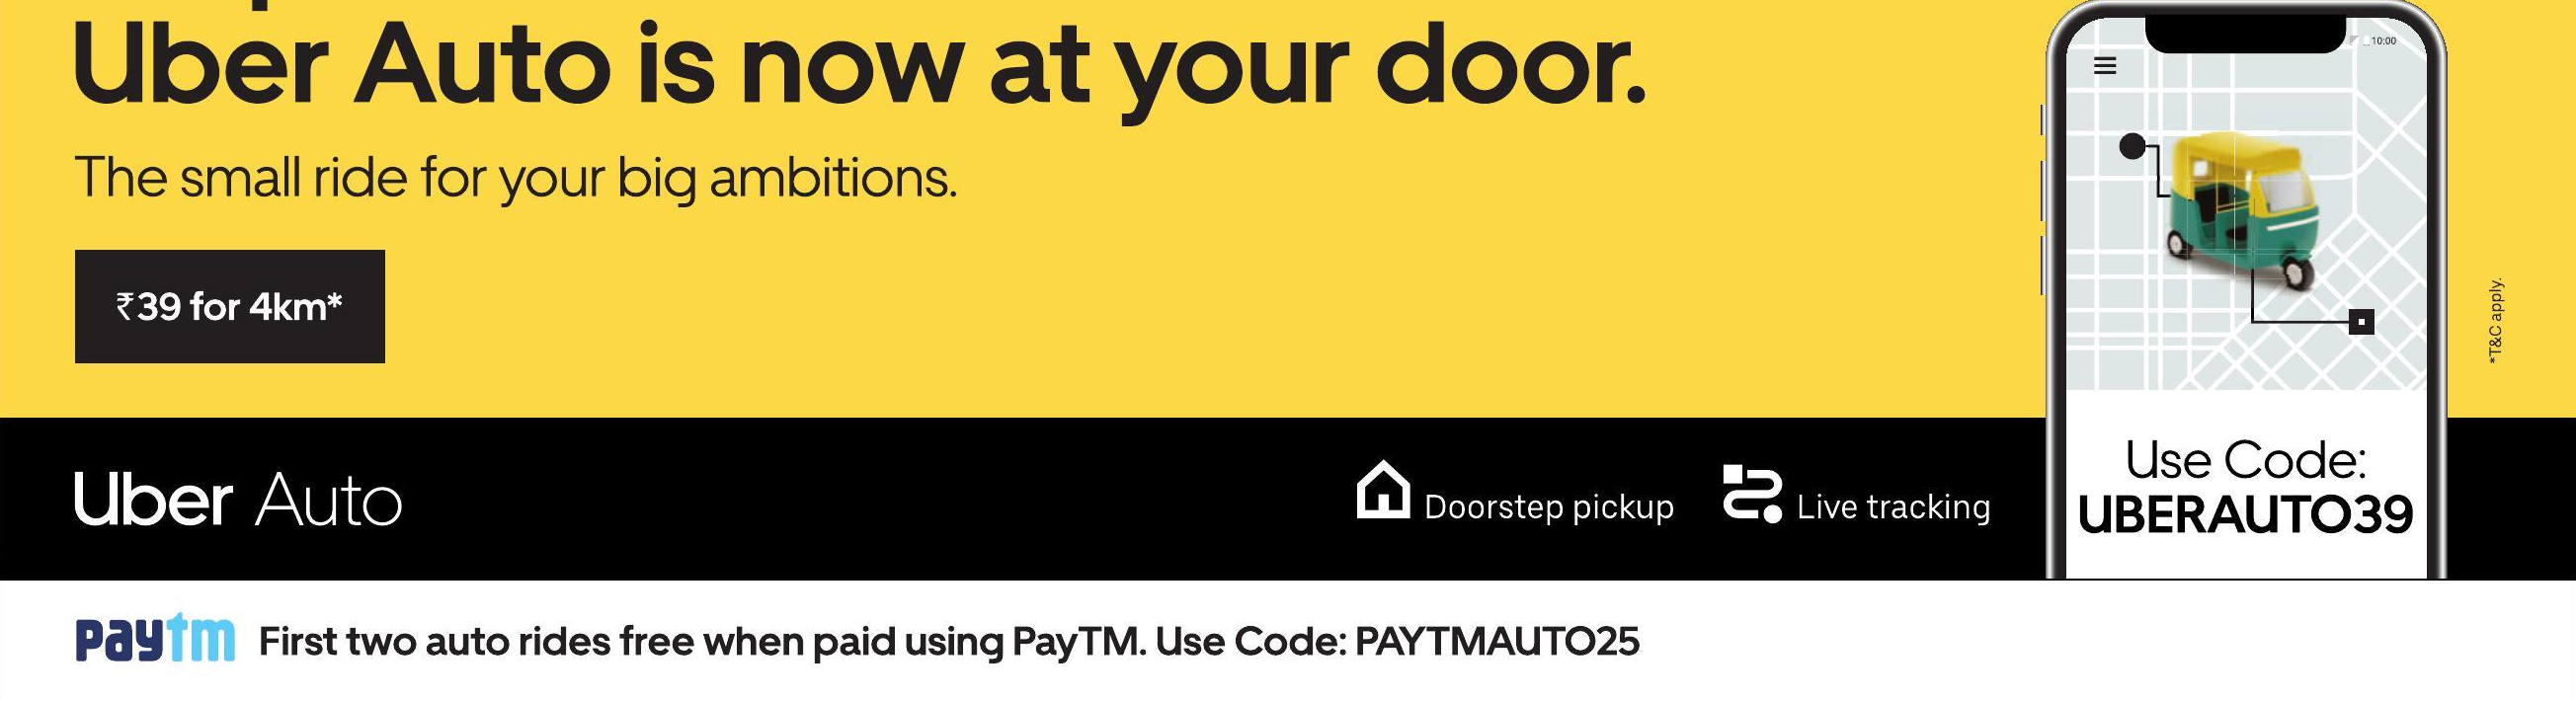 Uber Auto is now at your door.
The small ride for your big ambitions.
₹39 for 4km*
10:00
*T&C apply.
Uber Auto
Doorstep pickup
Live tracking
Use Code:
UBERAUTO39
paytm First two auto rides free when paid using PayTM. Use Code: PAYTMAUTO25